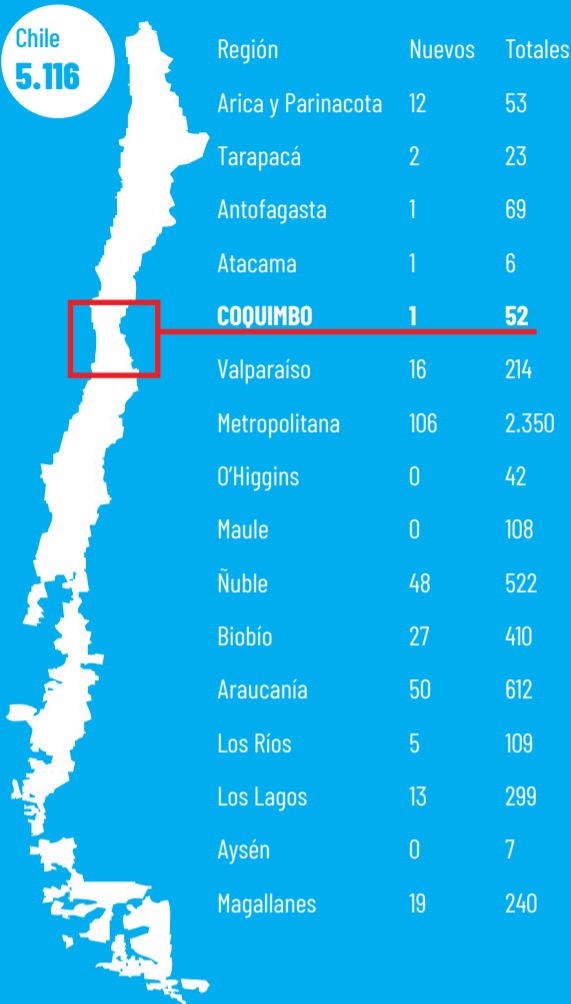 Chile
5.116
Región Nuevos Totales
Arica y Parinacota 12 53
Tarapacá 2 23
Antofagasta 1 69
Atacama 1 6
COQUIMBO 1 52
Valparaíso 16 214
Metropolitana 106 2.350
O'Higgins 0 42
Maule 0 108
Ñuble 48 522
Biobío 27 410
Araucanía 50 612
Los Ríos 5 109
Los Lagos 13 299
Aysén 0 7
Magallanes 19 240